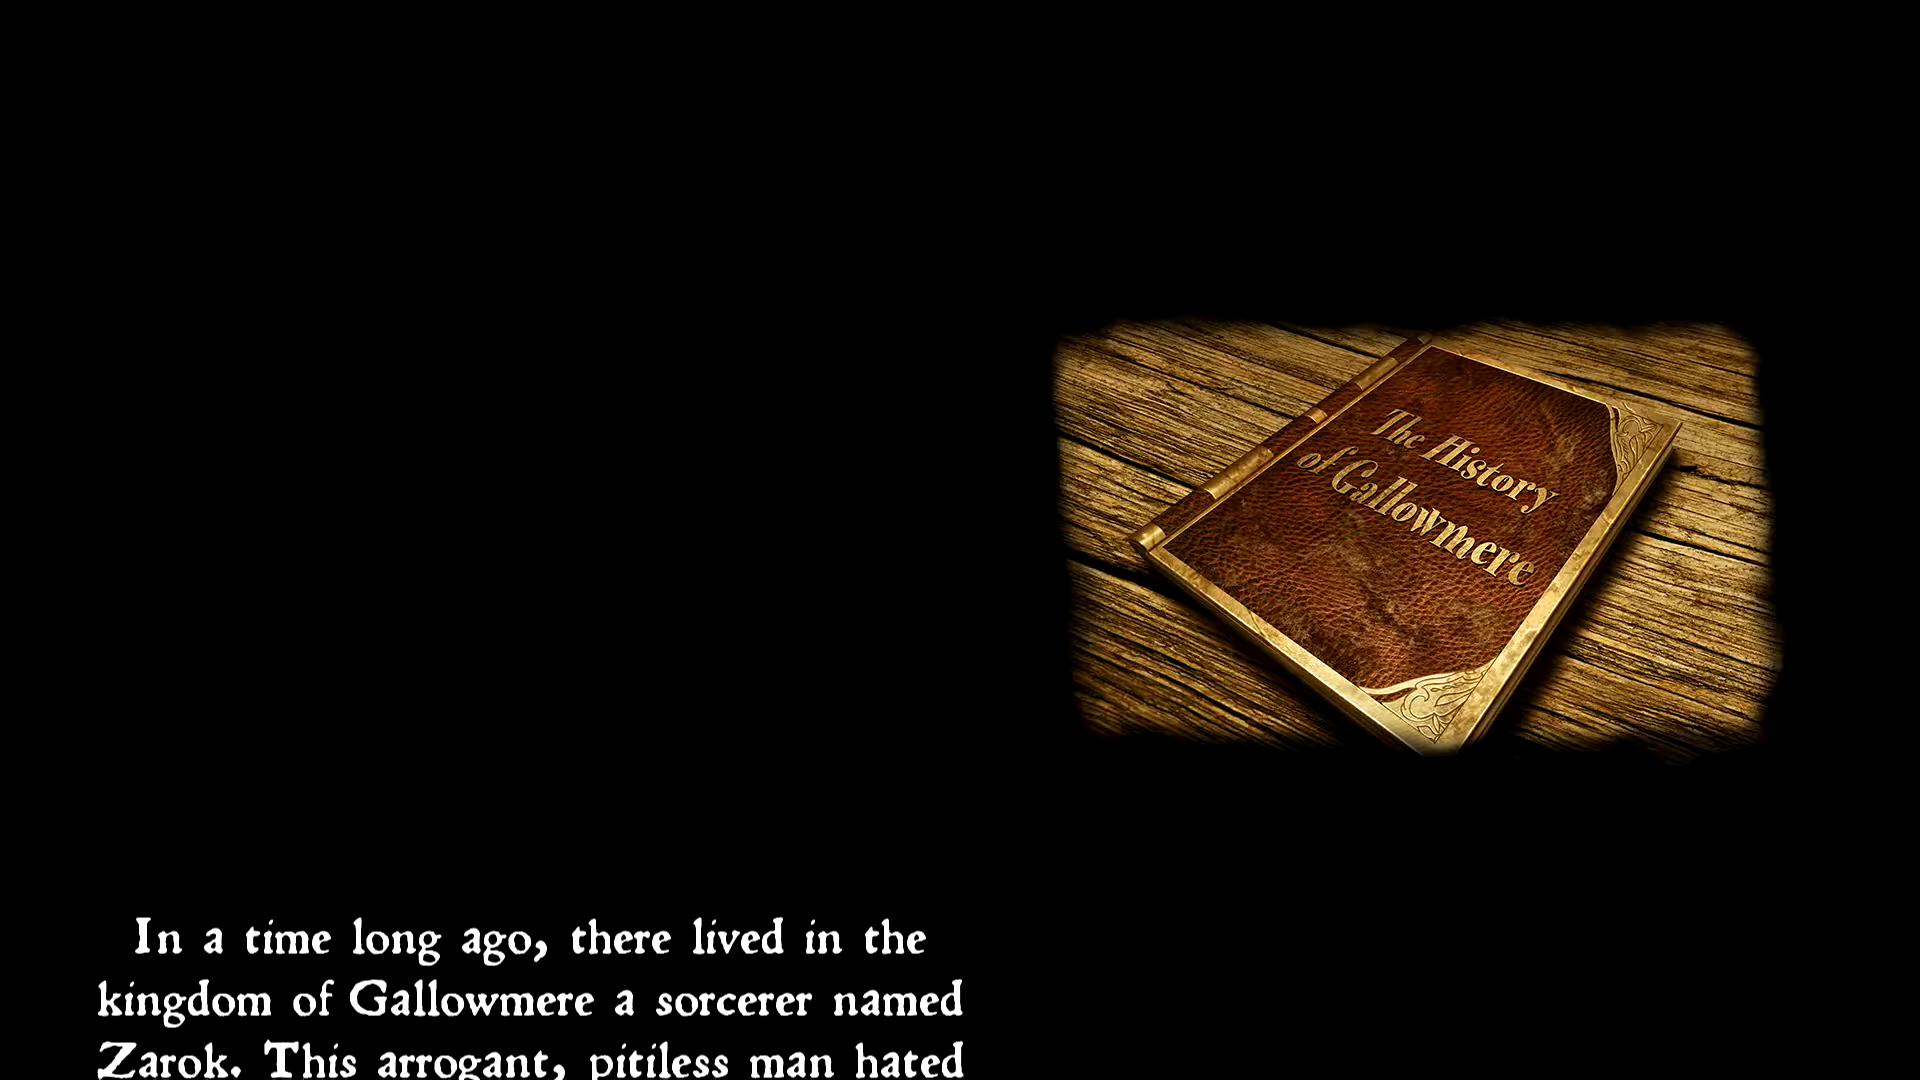 The History
of Gallowmere
In a time long ago, there lived in the
kingdom of Gallowmere a sorcerer named
Zarok. This arrogant, pitiless man hated